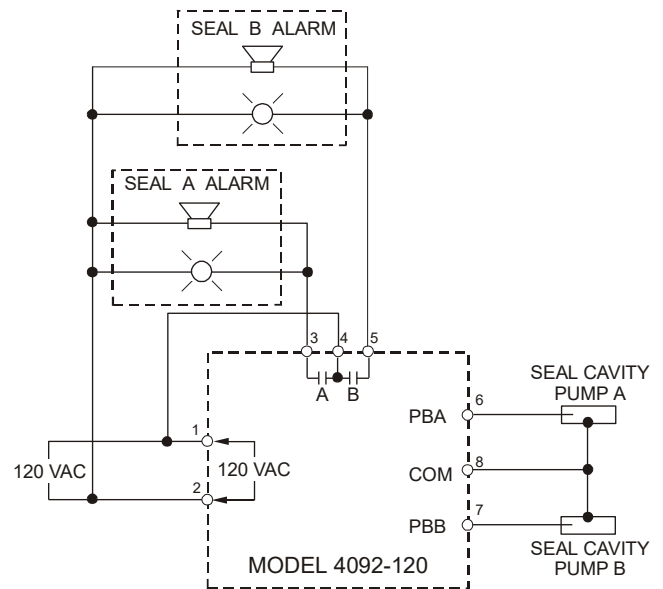 SEAL B ALARM
SEAL A ALARM
3 4 5
A B
SEAL CAVITY
PUMP A
6
PBA
1
120 VAC
120 VAC
COM
8
2
7
PBB
SEAL CAVITY
PUMP B
MODEL 4092-120